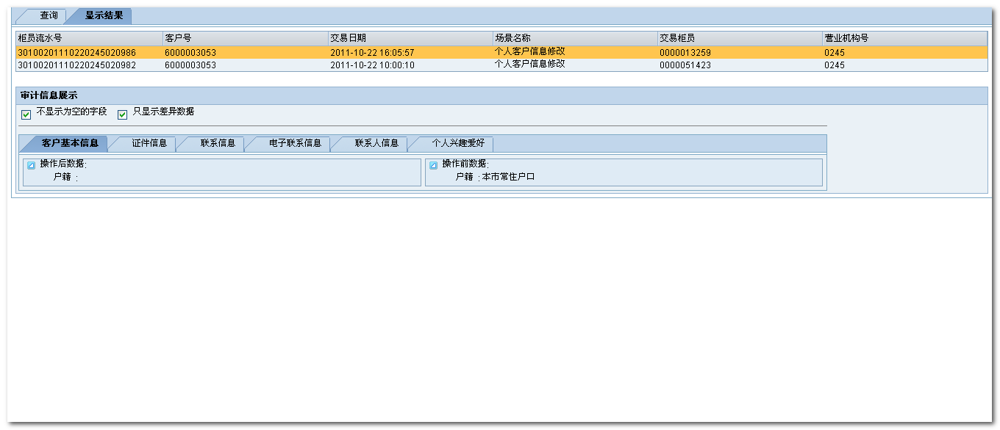 查询 显示结果
柜员流水号 客户号 交易日期 场景名称 交易柜员 营业机构号
30100201110220245020986 6000003053 2011-10-22 16:05:57 个人客户信息修改 0000013259 0245
30100201110220245020982 6000003053 2011-10-22 10:00:10 个人客户信息修改 0000051423 0245
审计信息展示
不显示为空的字段 只显示差异数据
客户基本信息 证件信息 联系信息 电子联系信息 联系人信息 个人兴趣爱好
操作后数据: 操作前数据:
户籍 : 户籍 :本市常住户口